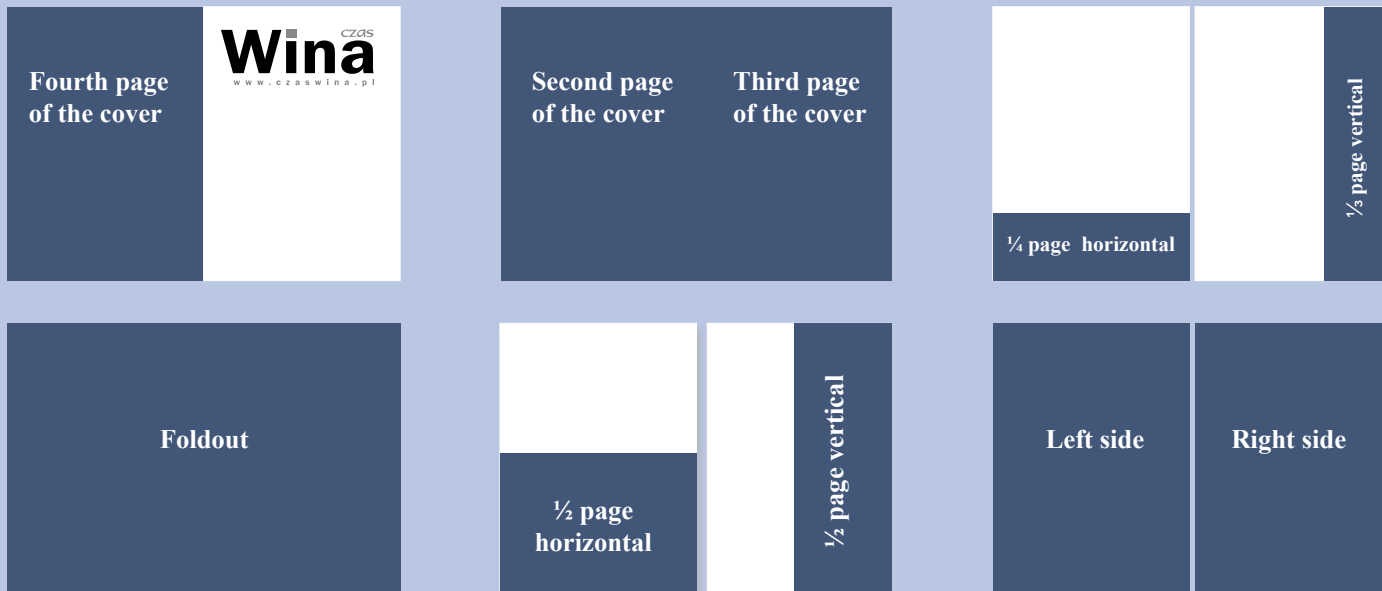 Fourth page
of the cover
czas
Wina
www.czaswina.pl
Second page
of the cover
Third page
of the cover
¼ page horizontal
⅓ page vertical
Foldout
½ page
horizontal
½ page vertical
Left side
Right side